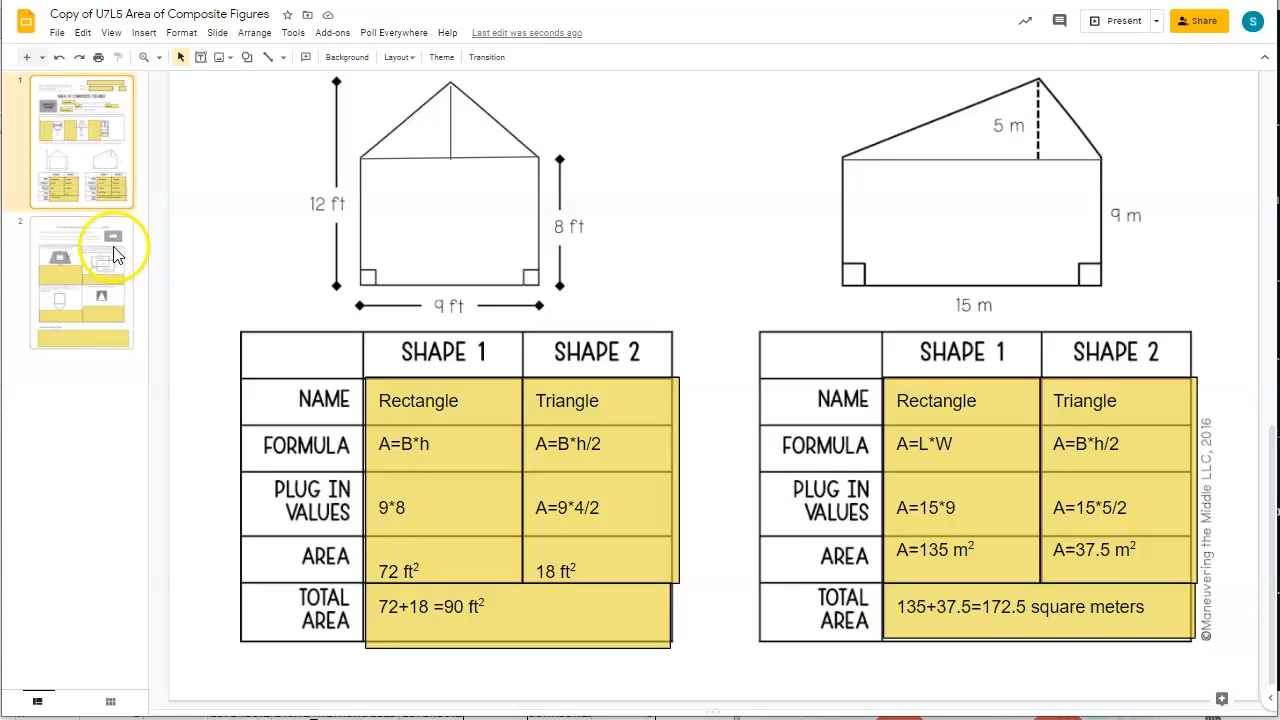 Copy of U7L5 Area of Composite Figures
File Edit View Insert Format Slide Arrange Tools Add-ons Poll Everywhere Help Last edit was seconds ago
Present
Share
S
Background Layout Theme Transition
1
2
AREA OF COMPOSITE FIGURES
12 ft
8 ft
9 ft
5 m
9 m
15 m
SHAPE 1 SHAPE 2
NAME Rectangle Triangle
FORMULA A=B*h A=B*h/2
PLUG IN VALUES 9*8 A=9*4/2
AREA 72 ft² 18 ft²
TOTAL AREA 72+18 =90 ft²
SHAPE 1 SHAPE 2
NAME Rectangle Triangle
FORMULA A=L*W A=B*h/2
PLUG IN VALUES A=15*9 A=15*5/2
AREA A=135 m² A=37.5 m²
TOTAL AREA 135+37.5=172.5 square meters
©Maneuvering the Middle LLC, 2016